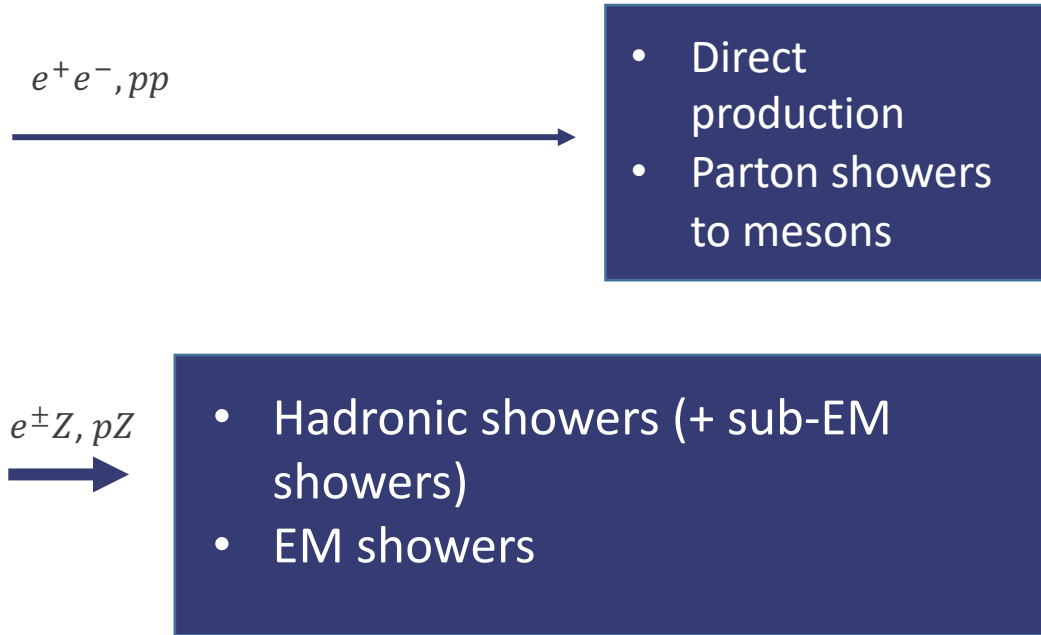 e⁺e⁻, pp
• Direct
production
• Parton showers
to mesons
e±Z, pZ
• Hadronic showers (+ sub-EM
showers)
• EM showers